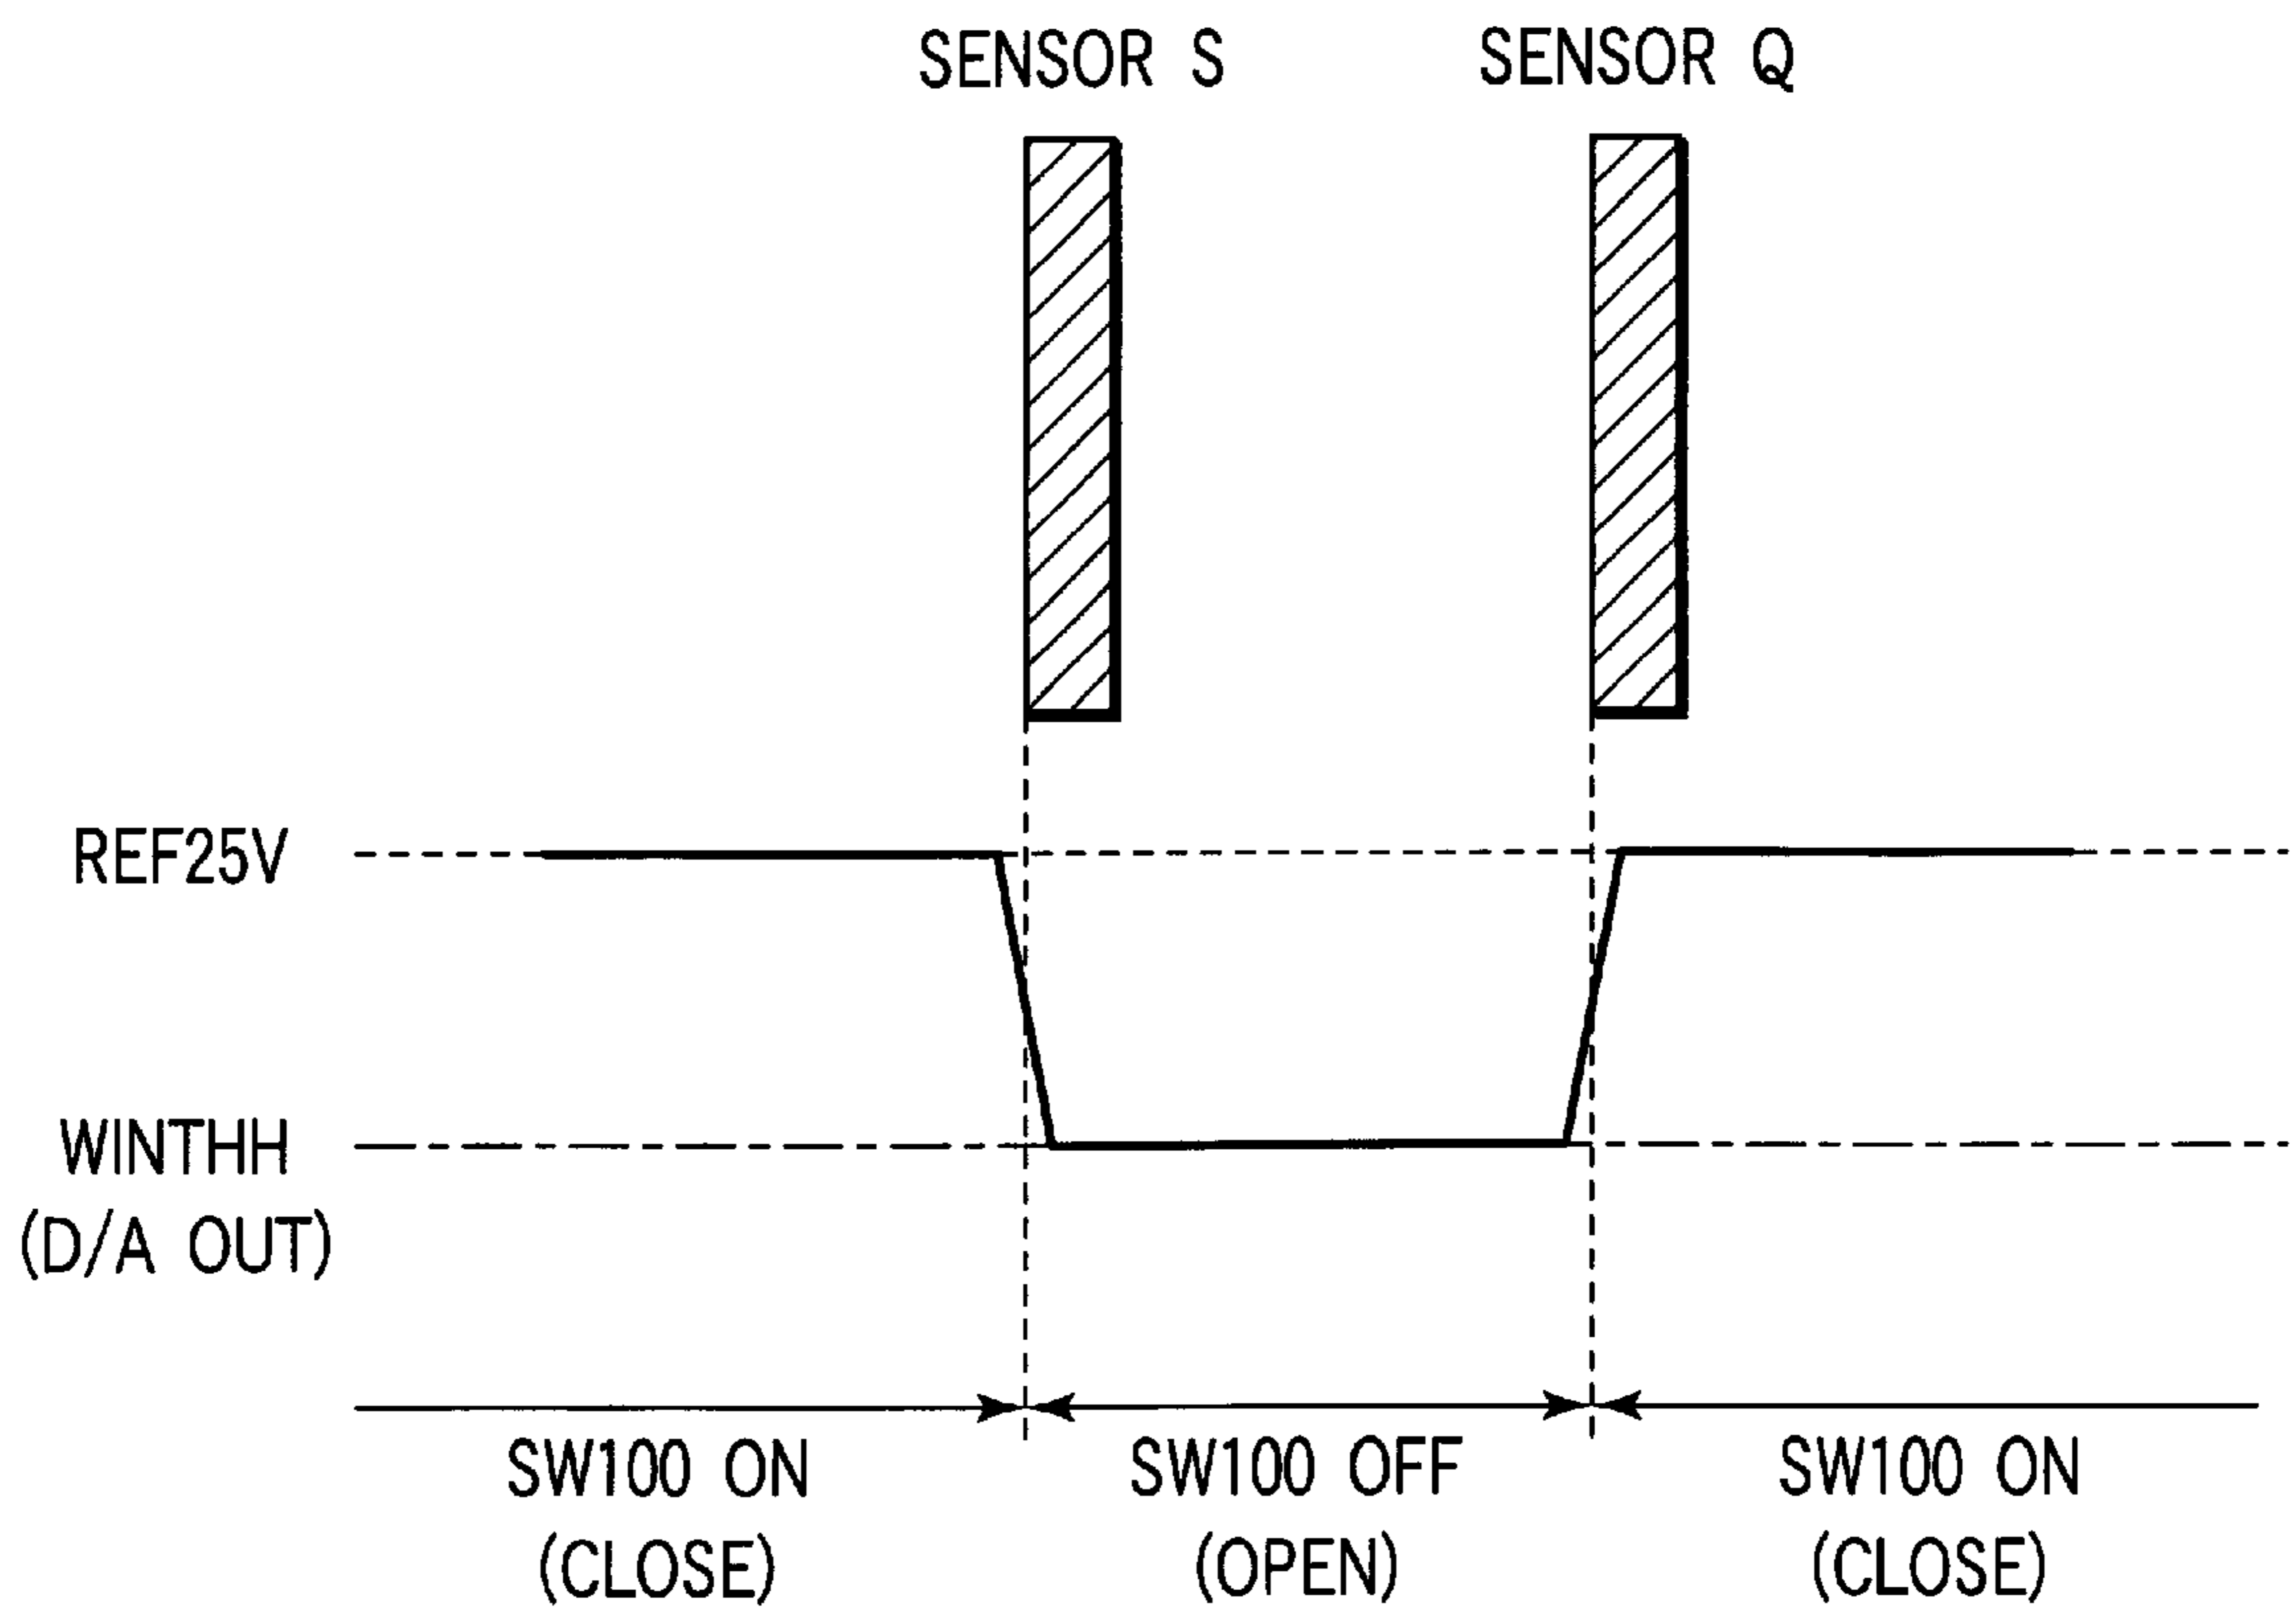 SENSOR S
SENSOR Q
REF25V
WINTHH
(D/A OUT)
SW100 ON
(CLOSE)
SW100 OFF
(OPEN)
SW100 ON
(CLOSE)